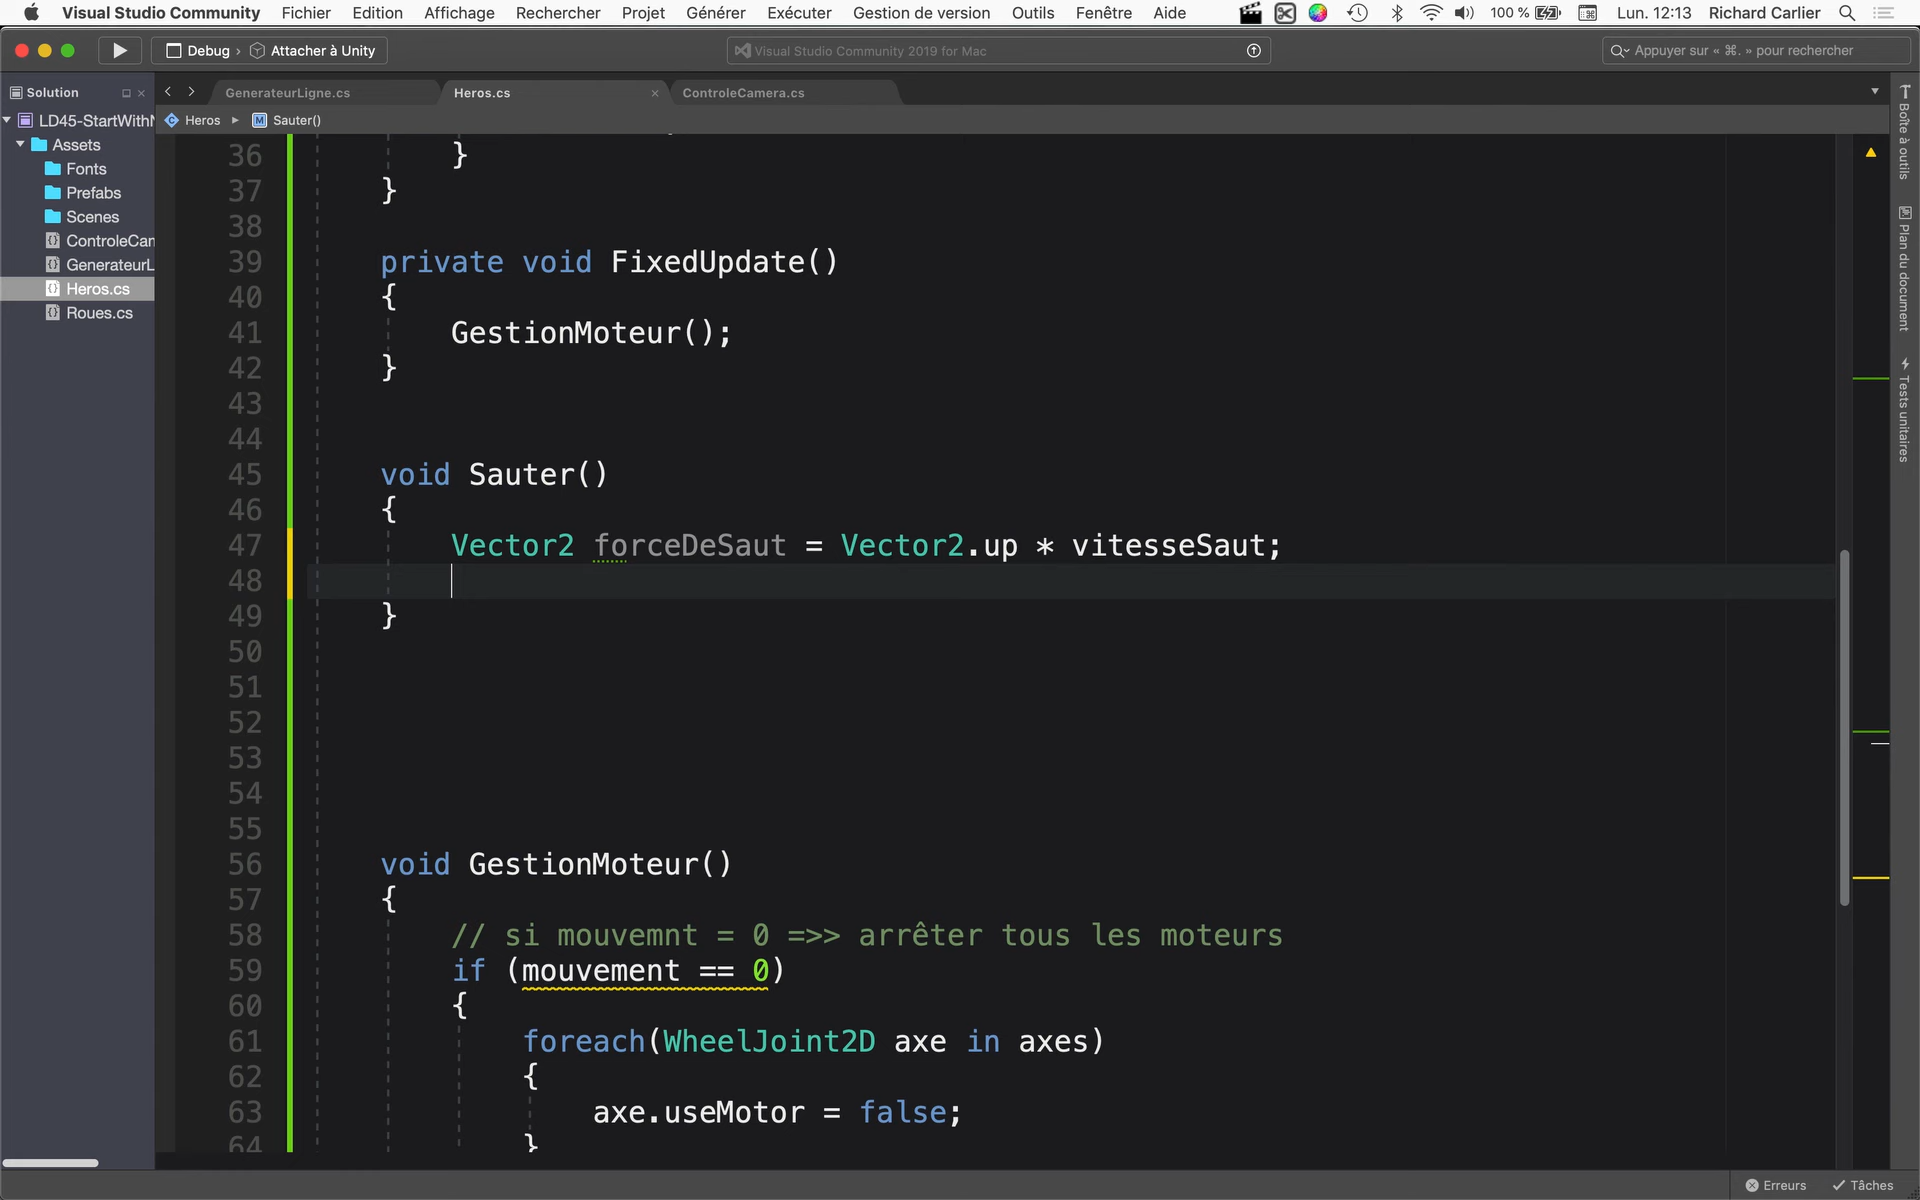 Visual Studio Community Fichier Edition Affichage Rechercher Projet Générer Exécuter Gestion de version Outils Fenêtre Aide 100 % Lun. 12:13 Richard Carlier
Debug › Attacher à Unity
Visual Studio Community 2019 for Mac
Appuyer sur « ⌘. » pour rechercher
Solution
LD45-StartWithN
Assets
Fonts
Prefabs
Scenes
ControleCam
GenerateurL
Heros.cs
Roues.cs
GenerateurLigne.cs
Heros.cs
ControleCamera.cs
Heros
M Sauter()
36 }
37 }
38
39 private void FixedUpdate()
40 {
41 GestionMoteur();
42 }
43
44
45 void Sauter()
46 {
47 Vector2 forceDeSaut = Vector2.up * vitesseSaut;
48
49 }
50
51
52
53
54
55
56 void GestionMoteur()
57 {
58 // si mouvemnt = 0 =>> arrêter tous les moteurs
59 if (mouvement == 0)
60 {
61 foreach(WheelJoint2D axe in axes)
62 {
63 axe.useMotor = false;
64 }
Boîte à outils
Plan du document
Tests unitaires
Erreurs
Tâches